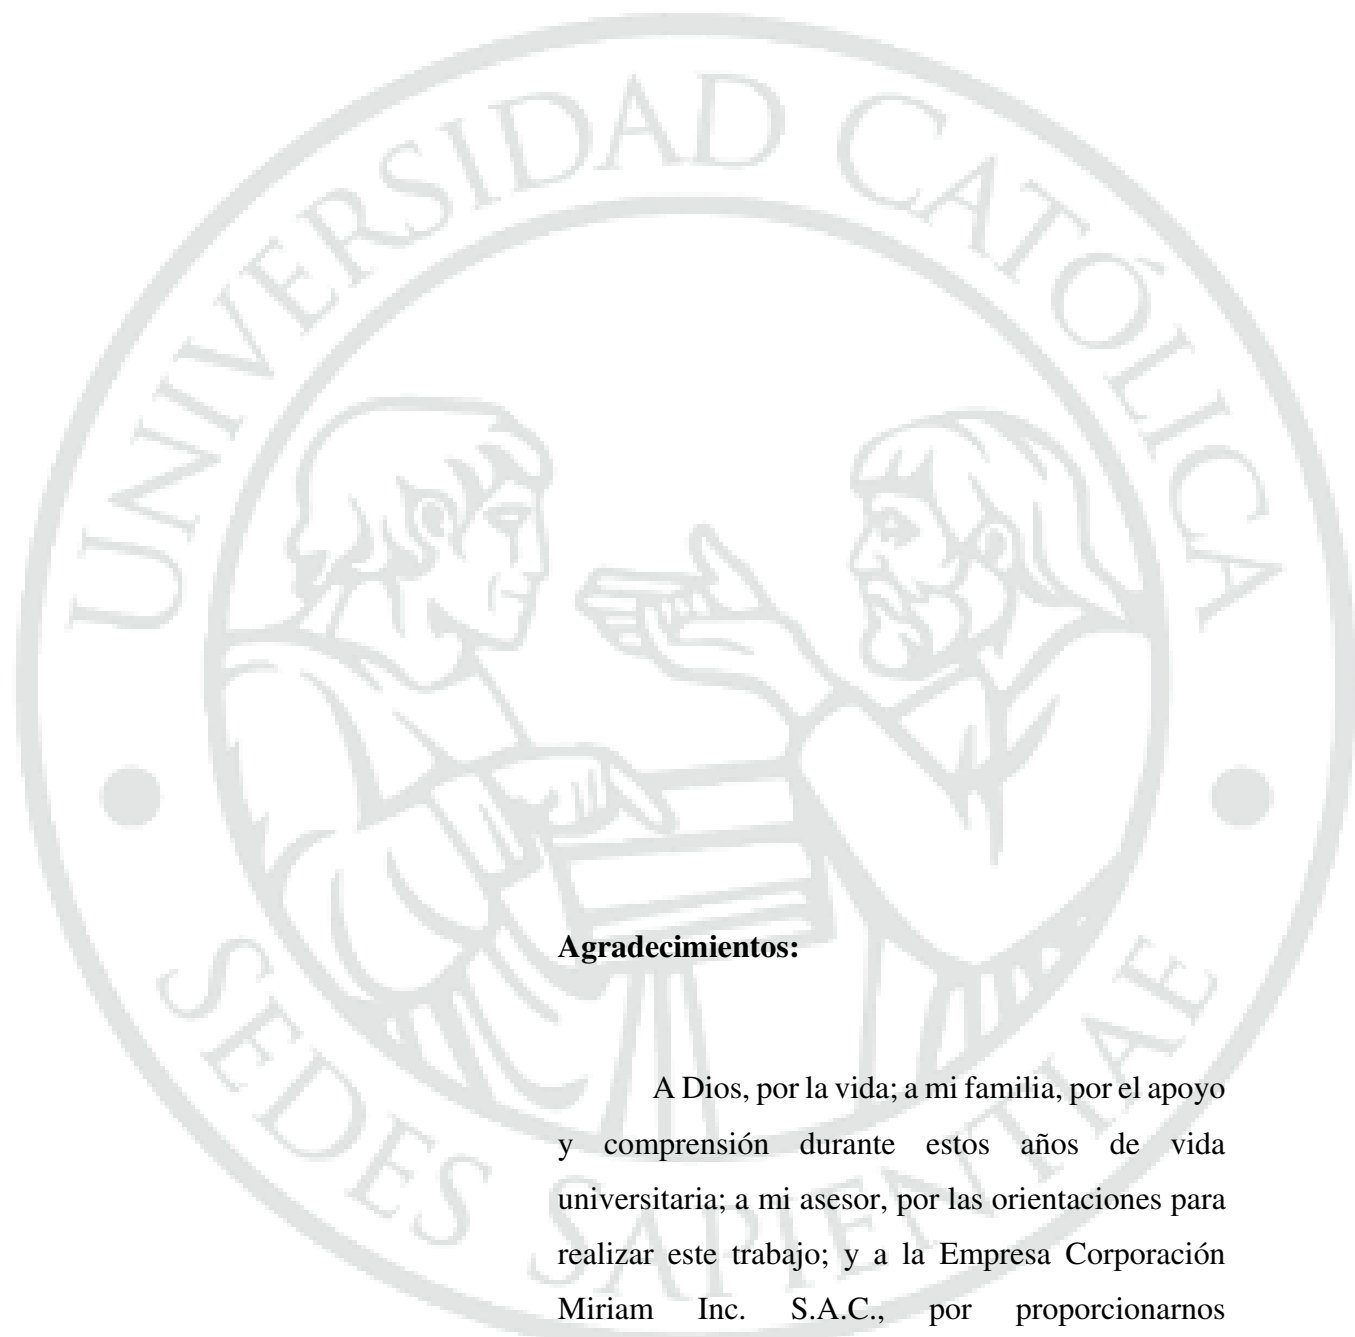 UNIVERSIDAD CATÓLICA
SEDES SAPIENTIAE
Agradecimientos:
A Dios, por la vida; a mi familia, por el apoyo
y comprensión durante estos años de vida
universitaria; a mi asesor, por las orientaciones para
realizar este trabajo; y a la Empresa Corporación
Miriam Inc. S.A.C., por proporcionarnos